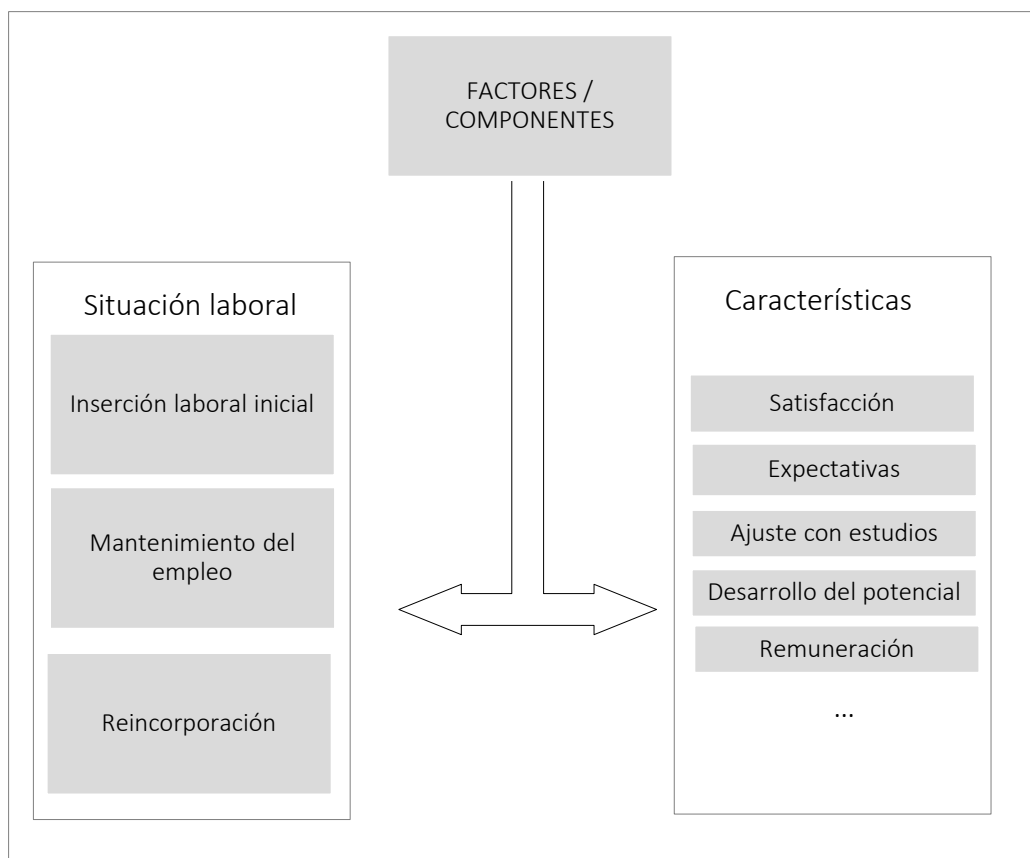 FACTORES /
COMPONENTES
Situación laboral
Inserción laboral inicial
Mantenimiento del
empleo
Reincorporación
Características
Satisfacción
Expectativas
Ajuste con estudios
Desarrollo del potencial
Remuneración
...